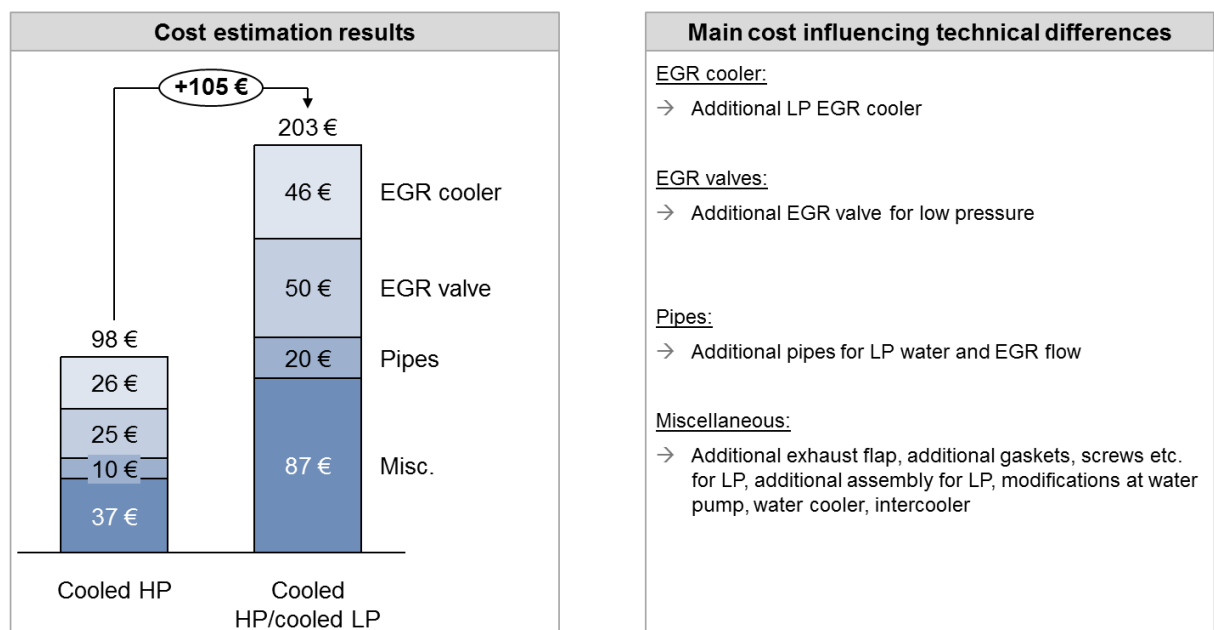 Cost estimation results
+105 €
203 €
46 €
EGR cooler
50 €
EGR valve
20 €
Pipes
87 €
Misc.
98 €
26 €
25 €
10 €
37 €
Cooled HP
Cooled
HP/cooled LP
Main cost influencing technical differences
EGR cooler:
→ Additional LP EGR cooler
EGR valves:
→ Additional EGR valve for low pressure
Pipes:
→ Additional pipes for LP water and EGR flow
Miscellaneous:
→ Additional exhaust flap, additional gaskets, screws etc.
for LP, additional assembly for LP, modifications at water
pump, water cooler, intercooler